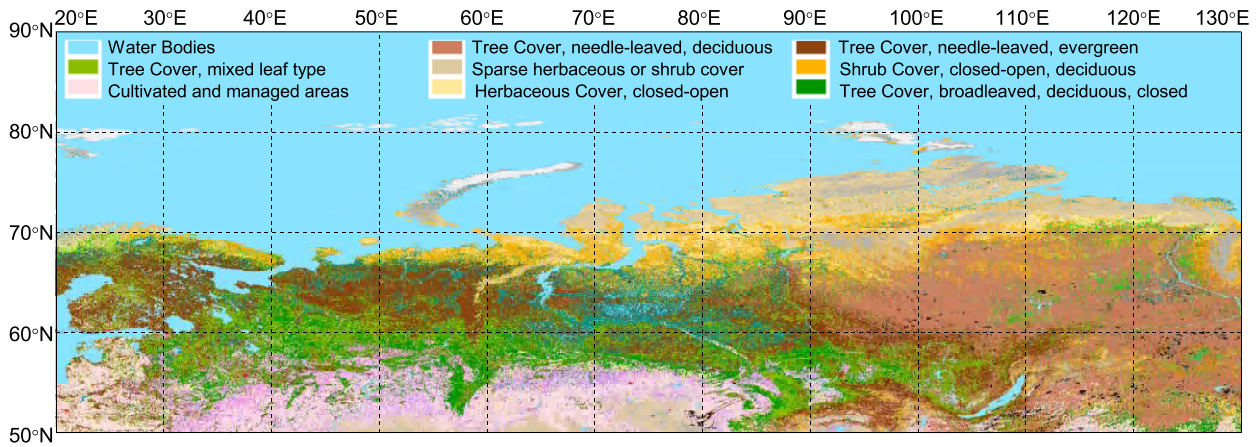 20°E 30°E 40°E 50°E 60°E 70°E 80°E 90°E 100°E 110°E 120°E 130°E
90°N
Water Bodies Tree Cover, needle-leaved, deciduous Tree Cover, needle-leaved, evergreen
Tree Cover, mixed leaf type Sparse herbaceous or shrub cover Shrub Cover, closed-open, deciduous
Cultivated and managed areas Herbaceous Cover, closed-open Tree Cover, broadleaved, deciduous, closed
80°N
70°N
60°N
50°N